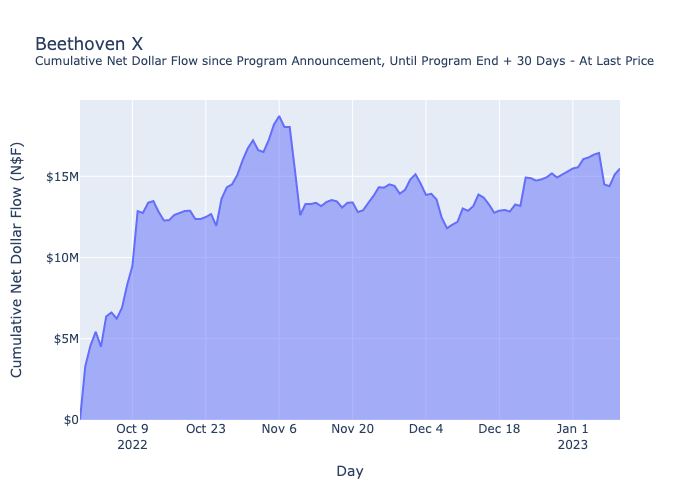 Beethoven X
Cumulative Net Dollar Flow since Program Announcement, Until Program End + 30 Days - At Last Price
Cumulative Net Dollar Flow (N$F)
$15M
$10M
$5M
$0
Oct 9 Oct 23 Nov 6 Nov 20 Dec 4 Dec 18 Jan 1
2022 2023
Day